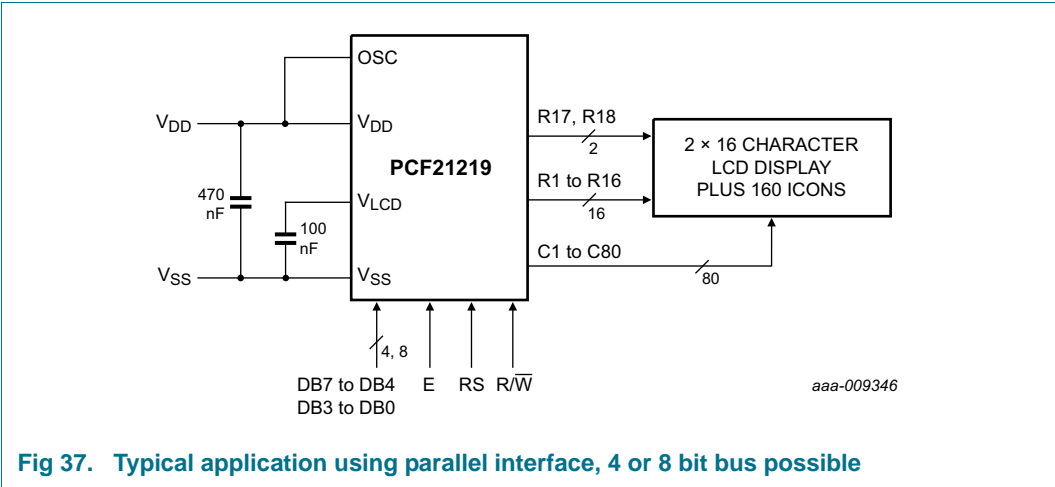 OSC
R17, R18
2
V_DD
V_DD
PCF21219
2 × 16 CHARACTER
LCD DISPLAY
PLUS 160 ICONS
470
nF
V_LCD
R1 to R16
16
100
nF
C1 to C80
80
V_SS
V_SS
4, 8
DB7 to DB4
DB3 to DB0
E
RS
R/W̅
aaa-009346
Fig 37. Typical application using parallel interface, 4 or 8 bit bus possible